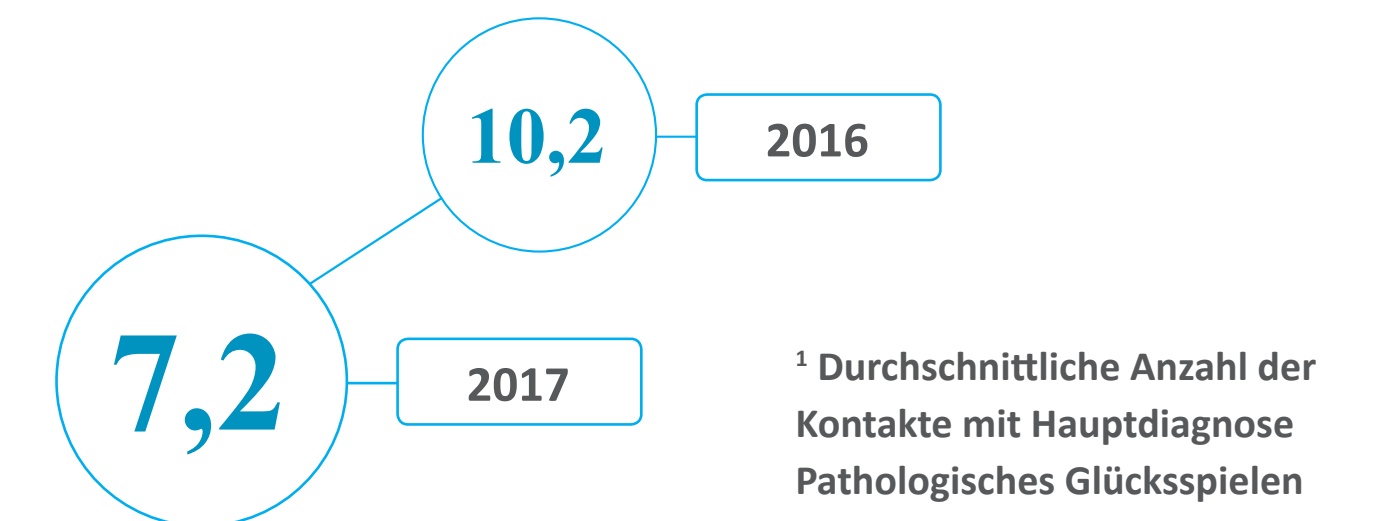 10,2
2016
7,2
2017
¹ Durchschnittliche Anzahl der
Kontakte mit Hauptdiagnose
Pathologisches Glücksspielen